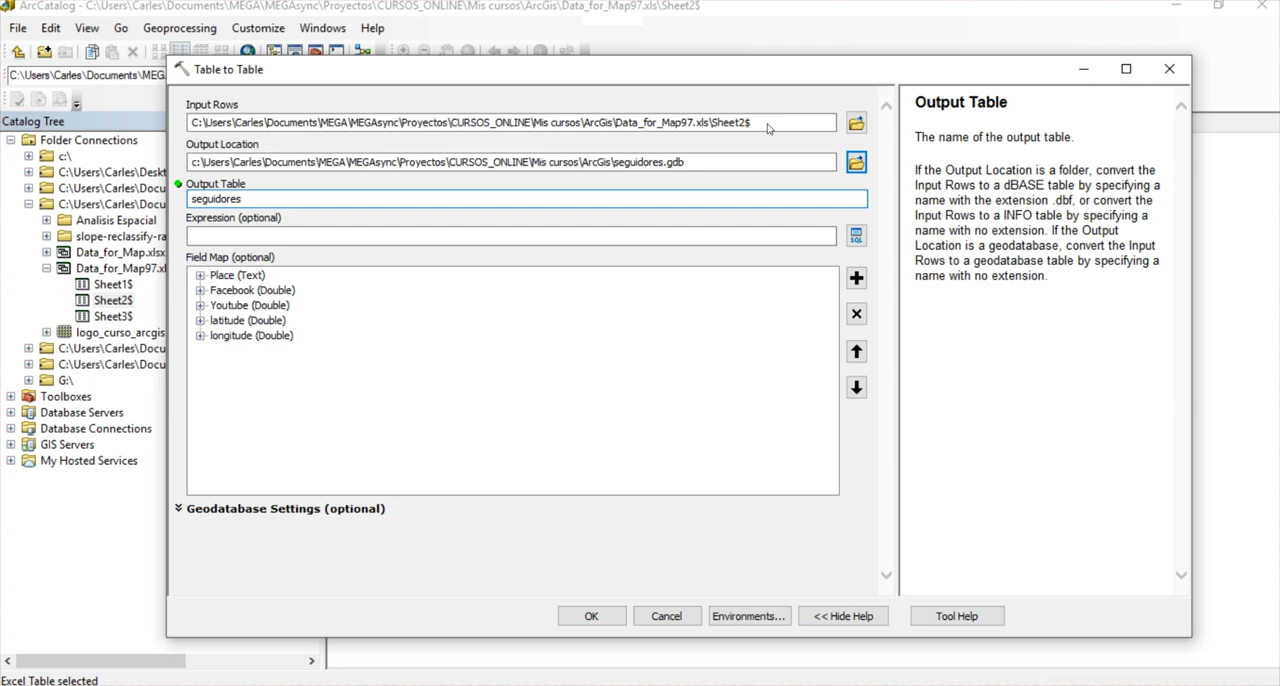 ArcCatalog - C:\Users\Carles\Documents\MEGA\MEGAsync\Proyectos\CURSOS_ONLINE\Mis cursos\ArcGis\Data_for_Map97.xls\Sheet2$
File Edit View Go Geoprocessing Customize Windows Help
C:\Users\Carles\Documents\MEGA
Catalog Tree
Folder Connections
c:\
C:\Users\Carles\Deskt
C:\Users\Carles\Docu
C:\Users\Carles\Docu
Analisis Espacial
slope-reclassify-ra
Data_for_Map.xlsx
Data_for_Map97.xl
Sheet1$
Sheet2$
Sheet3$
logo_curso_arcgis
C:\Users\Carles\Docu
C:\Users\Carles\Docu
G:\
Toolboxes
Database Servers
Database Connections
GIS Servers
My Hosted Services
Excel Table selected
Table to Table
Input Rows
C:\Users\Carles\Documents\MEGA\MEGAsync\Proyectos\CURSOS_ONLINE\Mis cursos\ArcGis\Data_for_Map97.xls\Sheet2$
Output Location
c:\Users\Carles\Documents\MEGA\MEGAsync\Proyectos\CURSOS_ONLINE\Mis cursos\ArcGis\seguidores.gdb
Output Table
seguidores
Expression (optional)
SQL
Field Map (optional)
Place (Text)
Facebook (Double)
Youtube (Double)
latitude (Double)
longitude (Double)
Geodatabase Settings (optional)
OK Cancel Environments... << Hide Help Tool Help
Output Table
The name of the output table.
If the Output Location is a folder, convert the
Input Rows to a dBASE table by specifying a
name with the extension .dbf, or convert the
Input Rows to a INFO table by specifying a
name with no extension. If the Output
Location is a geodatabase, convert the Input
Rows to a geodatabase table by specifying a
name with no extension.